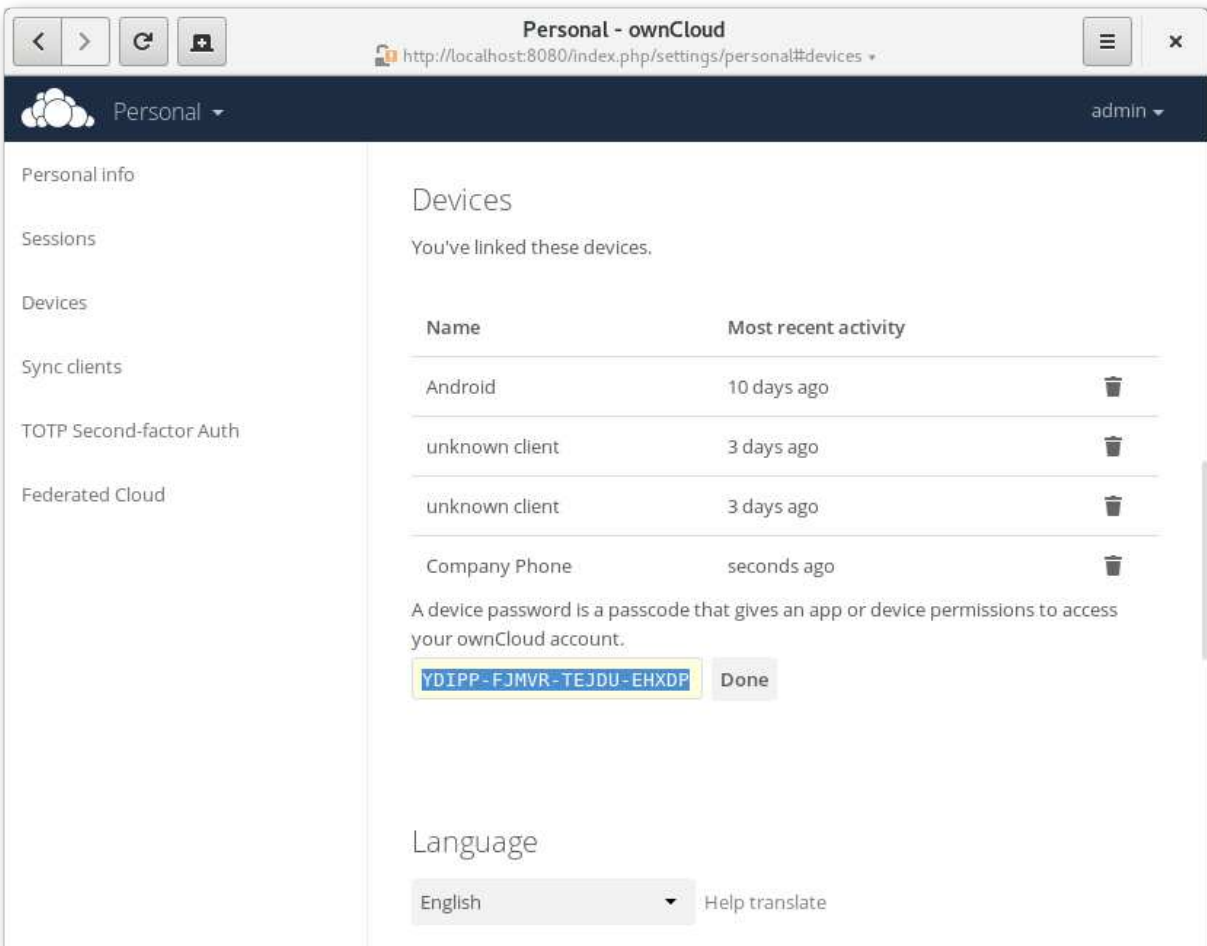 Personal - ownCloud
http://localhost:8080/index.php/settings/personal#devices
Personal
admin
Personal info
Sessions
Devices
Sync clients
TOTP Second-factor Auth
Federated Cloud
Devices
You've linked these devices.
Name Most recent activity
Android 10 days ago
unknown client 3 days ago
unknown client 3 days ago
Company Phone seconds ago
A device password is a passcode that gives an app or device permissions to access
your ownCloud account.
YDIPP-FJMVR-TEJDU-EHXDP Done
Language
English Help translate